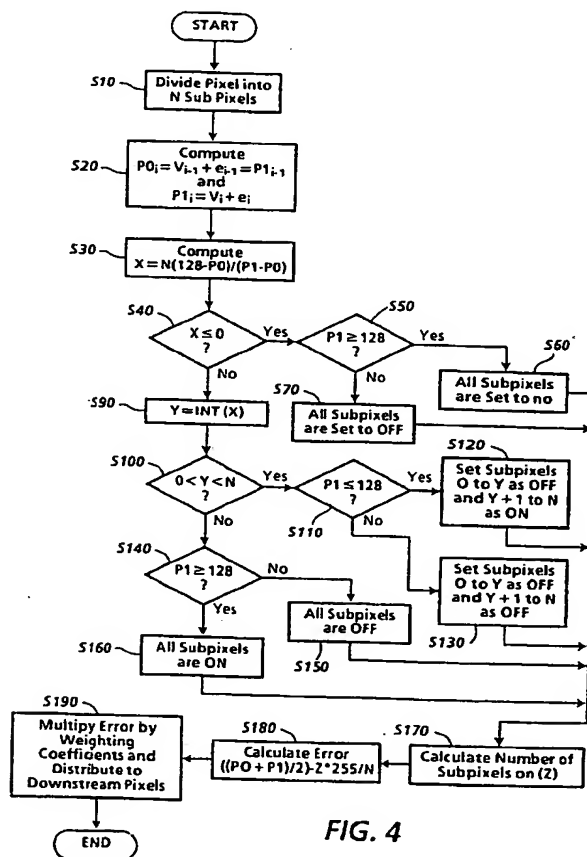 START
S10
Divide Pixel into
N Sub Pixels
S20
Compute
P0i = Vi-1 + ei-1 = P1i-1
and
P1i = Vi + ei
S30
Compute
X = N(128-P0)/(P1-P0)
S40
X ≤ 0
?
Yes
No
S50
P1 ≥ 128
?
Yes
No
S60
All Subpixels
are Set to no
S70
All Subpixels
are Set to OFF
S90
Y = INT (X)
S100
0 < Y < N
?
Yes
No
S110
P1 ≤ 128
?
Yes
No
S120
Set Subpixels
O to Y as OFF
and Y + 1 to N
as ON
S130
Set Subpixels
O to Y as OFF
and Y + 1 to N
as OFF
S140
P1 ≥ 128
?
No
Yes
S150
All Subpixels
are OFF
S160
All Subpixels
are ON
S170
Calculate Number of
Subpixels on (Z)
S180
Calculate Error
((PO + P1)/2)-Z*255/N
S190
Multipy Error by
Weighting
Coefficients and
Distribute to
Downstream Pixels
END
FIG. 4